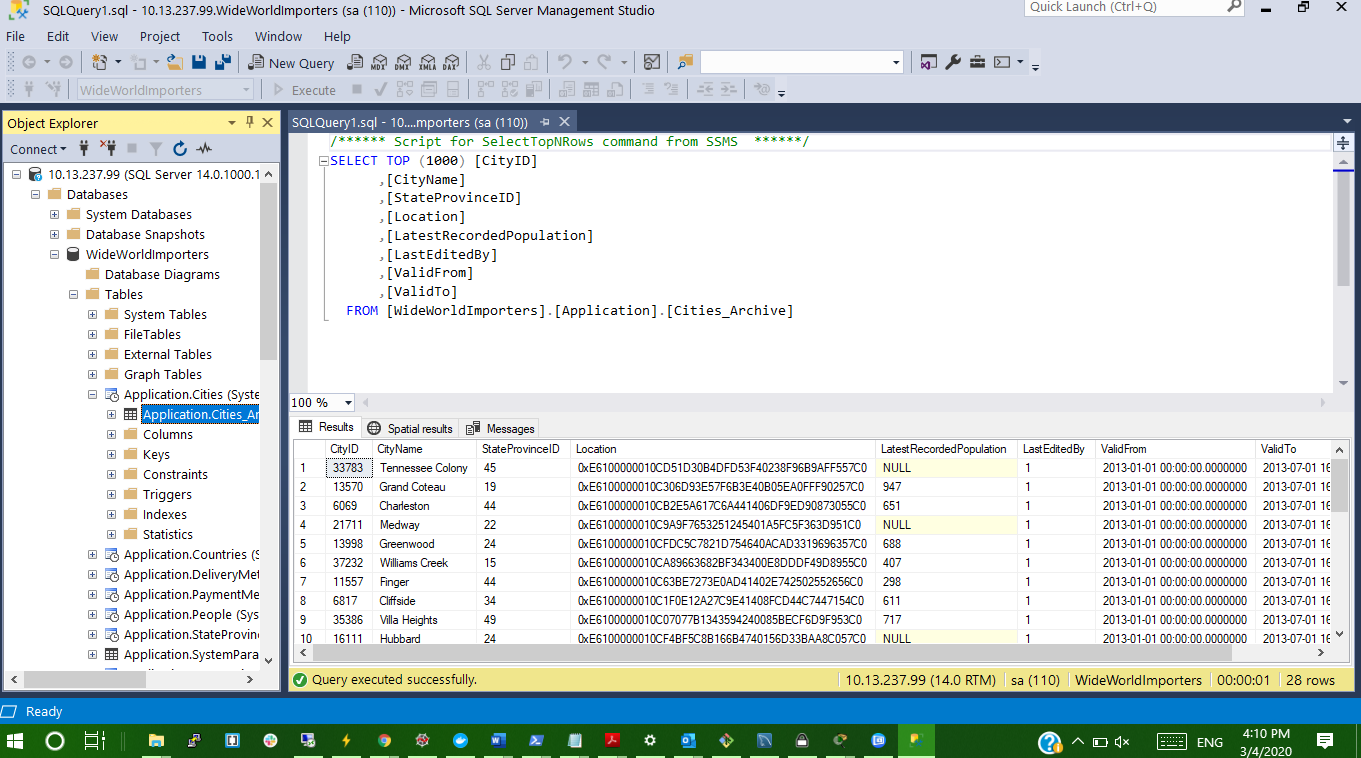 SQLQuery1.sql - 10.13.237.99.WideWorldImporters (sa (110)) - Microsoft SQL Server Management Studio
Quick Launch (Ctrl+Q)
File Edit View Project Tools Window Help
New Query MDX DMX XMLA DAX
WideWorldImporters Execute
Object Explorer
Connect
10.13.237.99 (SQL Server 14.0.1000.1
Databases
System Databases
Database Snapshots
WideWorldImporters
Database Diagrams
Tables
System Tables
FileTables
External Tables
Graph Tables
Application.Cities (Syste
Application.Cities_Ar
Columns
Keys
Constraints
Triggers
Indexes
Statistics
Application.Countries (S
Application.DeliveryMet
Application.PaymentMe
Application.People (Sys
Application.StateProvin
Application.SystemPara
SQLQuery1.sql - 10....mporters (sa (110))
/****** Script for SelectTopNRows command from SSMS ******/
SELECT TOP (1000) [CityID]
,[CityName]
,[StateProvinceID]
,[Location]
,[LatestRecordedPopulation]
,[LastEditedBy]
,[ValidFrom]
,[ValidTo]
FROM [WideWorldImporters].[Application].[Cities_Archive]
100 %
Results Spatial results Messages
CityID CityName StateProvinceID Location LatestRecordedPopulation LastEditedBy ValidFrom ValidTo
1 33783 Tennessee Colony 45 0xE6100000010CD51D30B4DFD53F40238F96B9AFF557C0 NULL 1 2013-01-01 00:00:00.0000000 2013-07-01 16
2 13570 Grand Coteau 19 0xE6100000010C306D93E57F6B3E40B05EA0FFF90257C0 947 1 2013-01-01 00:00:00.0000000 2013-07-01 16
3 6069 Charleston 44 0xE6100000010CB2E5A617C6A441406DF9ED90873055C0 651 1 2013-01-01 00:00:00.0000000 2013-07-01 16
4 21711 Medway 22 0xE6100000010C9A9F7653251245401A5FC5F363D951C0 NULL 1 2013-01-01 00:00:00.0000000 2013-07-01 16
5 13998 Greenwood 24 0xE6100000010CFDC5C7821D754640ACAD3319696357C0 688 1 2013-01-01 00:00:00.0000000 2013-07-01 16
6 37232 Williams Creek 15 0xE6100000010CA89663682BF343400E8DDDF49D8955C0 407 1 2013-01-01 00:00:00.0000000 2013-07-01 16
7 11557 Finger 44 0xE6100000010C63BE7273E0AD41402E742502552656C0 298 1 2013-01-01 00:00:00.0000000 2013-07-01 16
8 6817 Cliffside 34 0xE6100000010C1F0E12A27C9E41408FCD44C7447154C0 611 1 2013-01-01 00:00:00.0000000 2013-07-01 16
9 35386 Villa Heights 49 0xE6100000010C07077B1343594240085BECF6D9F953C0 717 1 2013-01-01 00:00:00.0000000 2013-07-01 16
10 16111 Hubbard 24 0xE6100000010CF4BF5C8B166B4740156D33BAA8C057C0 NULL 1 2013-01-01 00:00:00.0000000 2013-07-01 16
Query executed successfully. 10.13.237.99 (14.0 RTM) sa (110) WideWorldImporters 00:00:01 28 rows
Ready
ENG
4:10 PM
3/4/2020